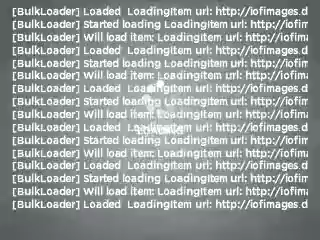 [BulkLoader] Loaded LoadingItem url: http://iofimages.d
[BulkLoader] Started loading LoadingItem url: http://iofim
[BulkLoader] Will load item: LoadingItem url: http://iofima
[BulkLoader] Loaded LoadingItem url: http://iofimages.d
[BulkLoader] Started loading LoadingItem url: http://iofim
[BulkLoader] Will load item: LoadingItem url: http://iofima
[BulkLoader] Loaded LoadingItem url: http://iofimages.d
[BulkLoader] Started loading LoadingItem url: http://iofim
[BulkLoader] Will load item: LoadingItem url: http://iofima
[BulkLoader] Loaded LoadingItem url: http://iofimages.d
[BulkLoader] Started loading LoadingItem url: http://iofim
[BulkLoader] Will load item: LoadingItem url: http://iofima
[BulkLoader] Loaded LoadingItem url: http://iofimages.d
[BulkLoader] Started loading LoadingItem url: http://iofim
[BulkLoader] Will load item: LoadingItem url: http://iofima
[BulkLoader] Loaded LoadingItem url: http://iofimages.d